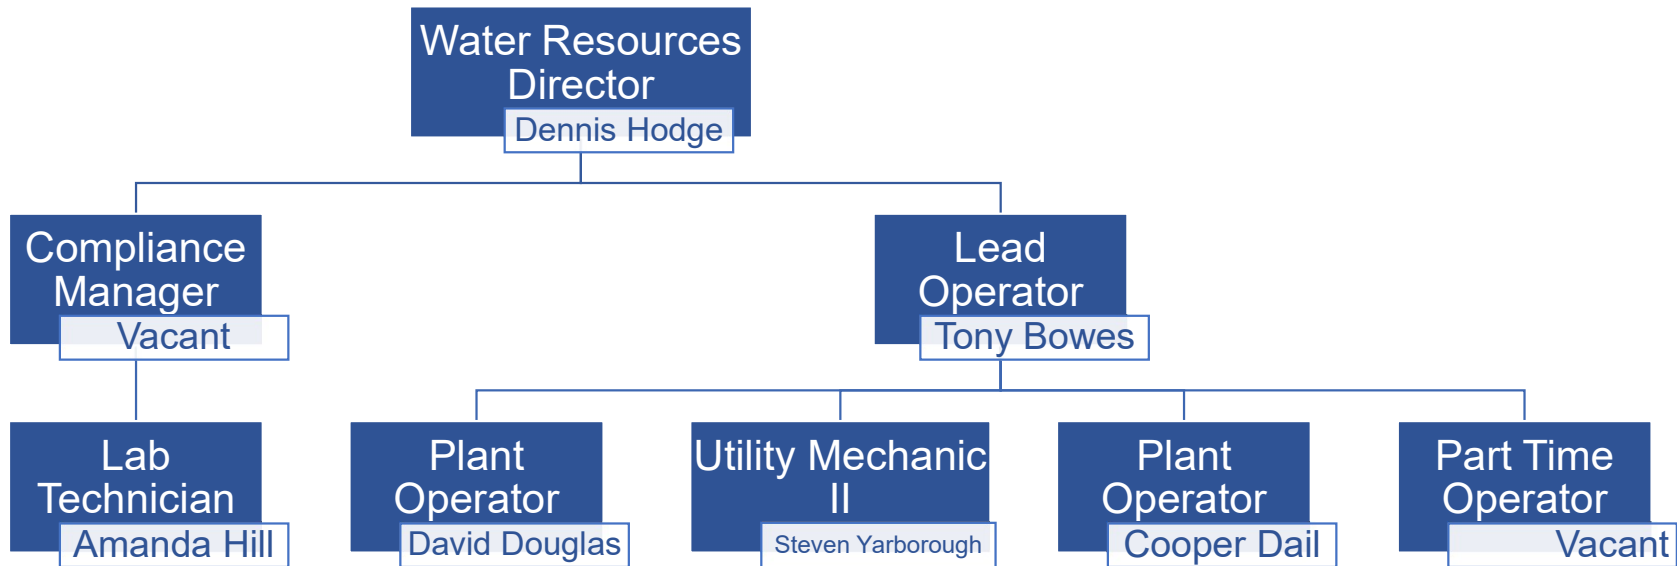 Water Resources
Director
Dennis Hodge
Compliance
Manager
Vacant
Lead
Operator
Tony Bowes
Lab
Technician
Amanda Hill
Plant
Operator
David Douglas
Utility Mechanic
II
Steven Yarborough
Plant
Operator
Cooper Dail
Part Time
Operator
Vacant